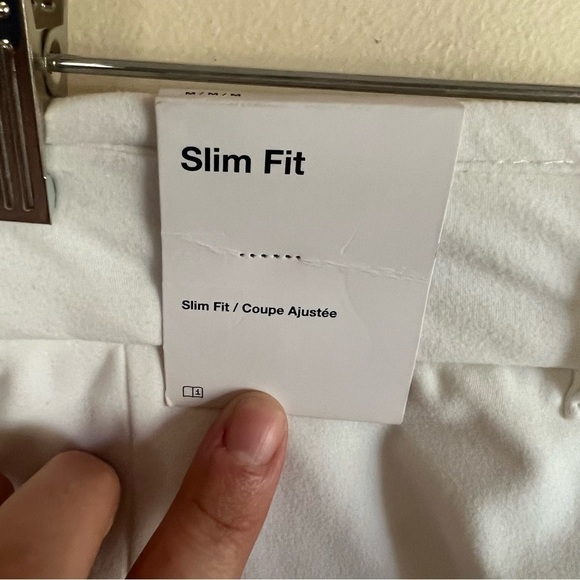 M / M / M
Slim Fit
Slim Fit / Coupe Ajustée
i